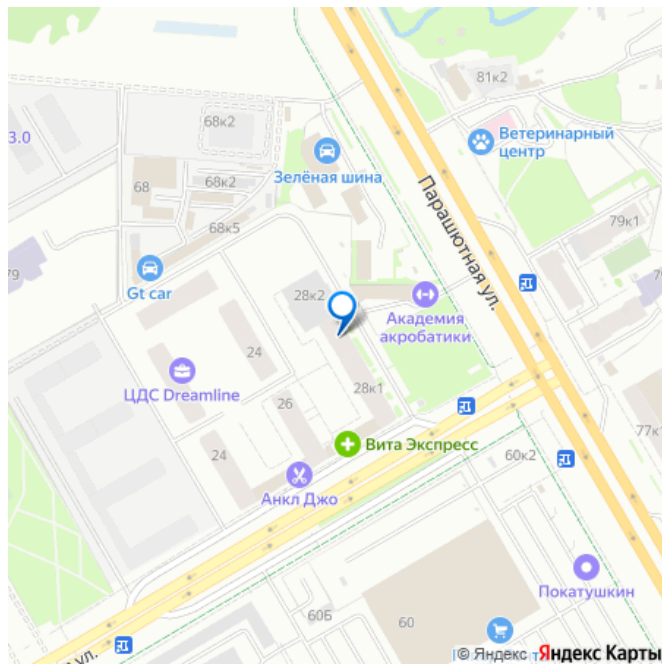 81к2
68к2
3.0
Ветеринарный
центр
Зелёная шина
68
68к2
Парашютная ул.
79к1
68к5
79
Gt car
28к2
Академия
акробатики
24
ЦДС Dreamline
28к1
26
77к1
24
Вита Экспресс
60к2
Анкл Джо
Покатушкин
60Б
60
ул.
© Яндекс Яндекс Карты